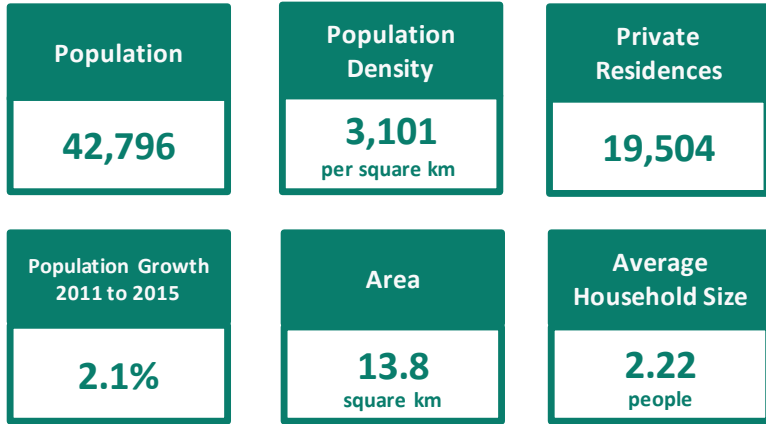 Population
42,796
Population
Density
3,101
per square km
Private
Residences
19,504
Population Growth
2011 to 2015
2.1%
Area
13.8
square km
Average
Household Size
2.22
people